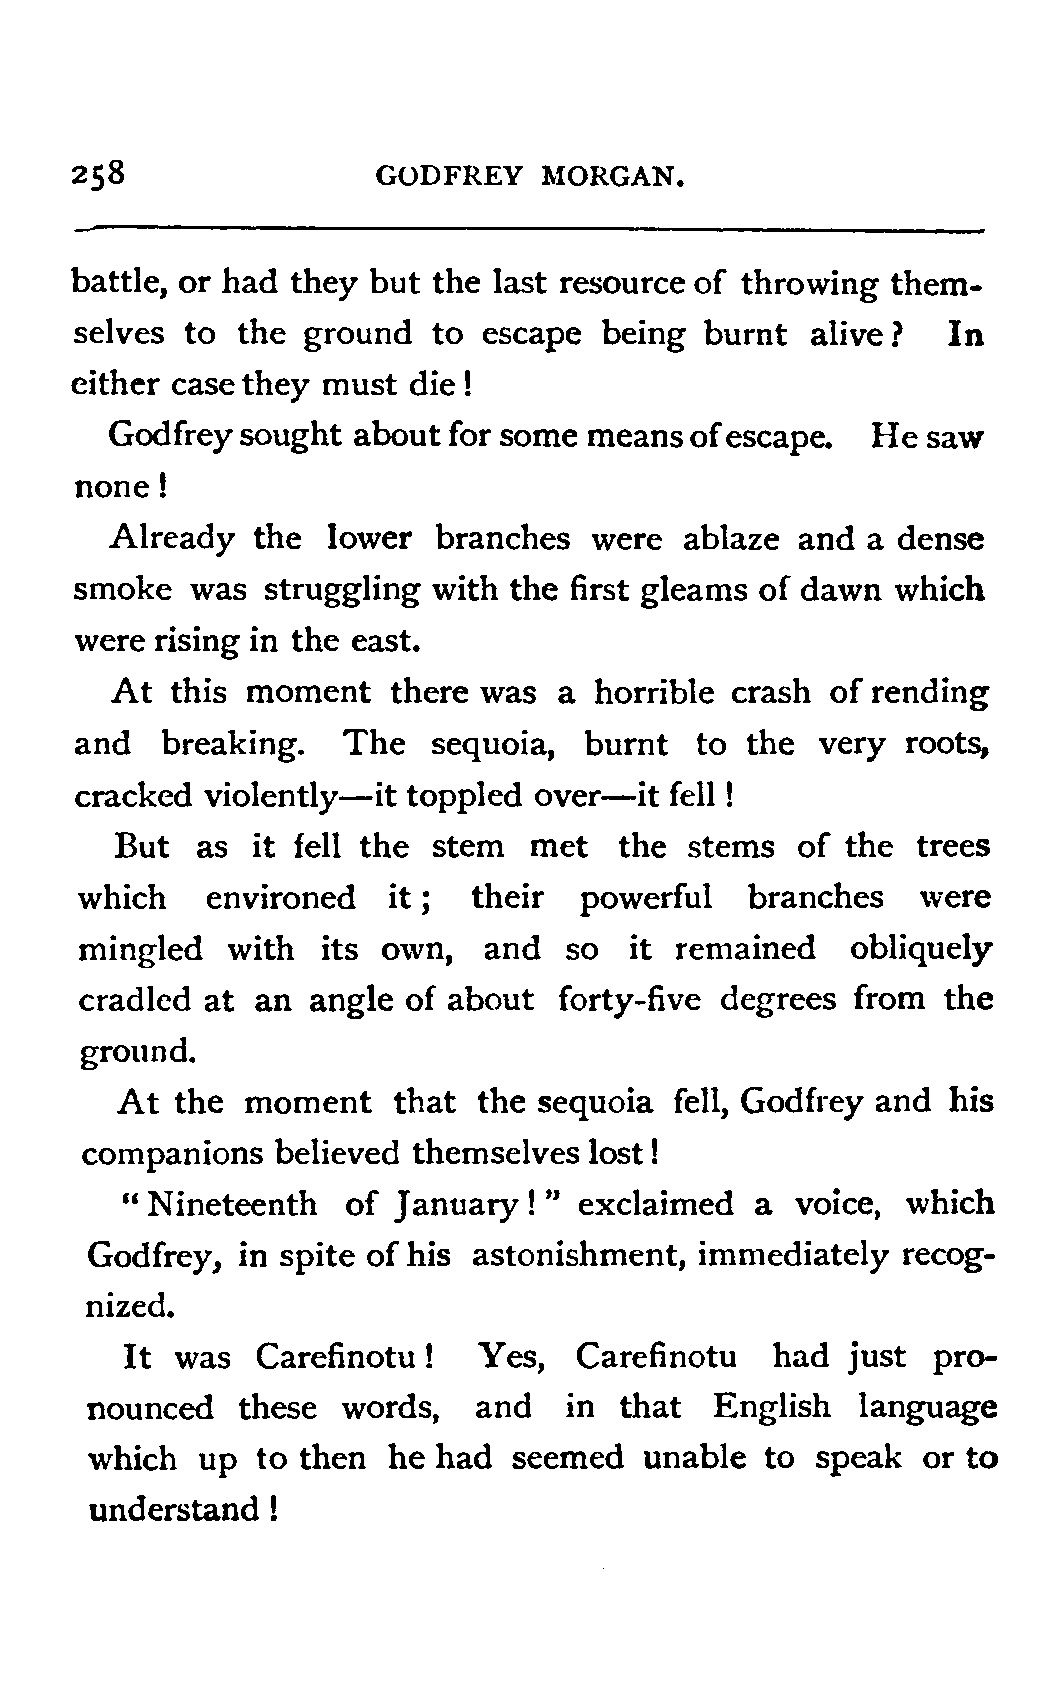 258 GODFREY MORGAN.
battle, or had they but the last resource of throwing them-
selves to the ground to escape being burnt alive? In
either case they must die!
Godfrey sought about for some means of escape. He saw
none!
Already the lower branches were ablaze and a dense
smoke was struggling with the first gleams of dawn which
were rising in the east.
At this moment there was a horrible crash of rending
and breaking. The sequoia, burnt to the very roots,
cracked violently—it toppled over—it fell!
But as it fell the stem met the stems of the trees
which environed it; their powerful branches were
mingled with its own, and so it remained obliquely
cradled at an angle of about forty-five degrees from the
ground.
At the moment that the sequoia fell, Godfrey and his
companions believed themselves lost!
"Nineteenth of January!" exclaimed a voice, which
Godfrey, in spite of his astonishment, immediately recog-
nized.
It was Carefinotu! Yes, Carefinotu had just pro-
nounced these words, and in that English language
which up to then he had seemed unable to speak or to
understand!